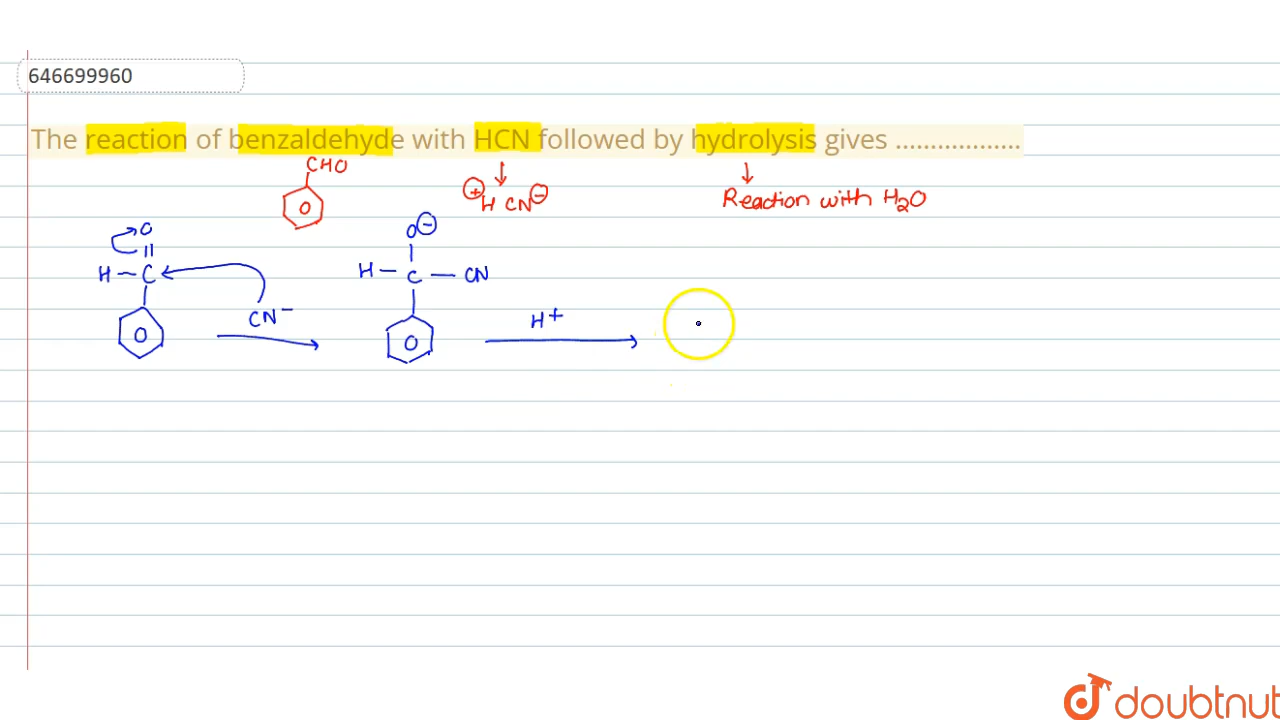 646699960
The reaction of benzaldehyde with HCN followed by hydrolysis gives ..................
CHO
⊕H CN⊖
Reaction with H2O
O
O⊖
H – C
H – C – CN
CN–
H+
O
O
O
doubtnut